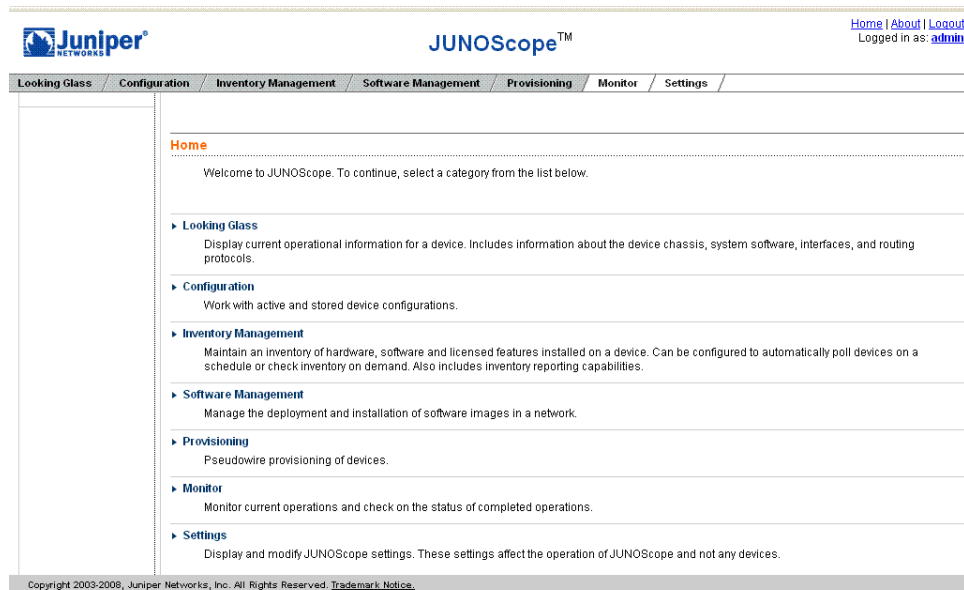 Juniper®
NETWORKS
JUNOScope™
Home | About | Logout
Logged in as: admin
Looking Glass / Configuration / Inventory Management / Software Management / Provisioning / Monitor / Settings /
Home
Welcome to JUNOScope. To continue, select a category from the list below.
Looking Glass
Display current operational information for a device. Includes information about the device chassis, system software, interfaces, and routing
protocols.
Configuration
Work with active and stored device configurations.
Inventory Management
Maintain an inventory of hardware, software and licensed features installed on a device. Can be configured to automatically poll devices on a
schedule or check inventory on demand. Also includes inventory reporting capabilities.
Software Management
Manage the deployment and installation of software images in a network.
Provisioning
Pseudowire provisioning of devices.
Monitor
Monitor current operations and check on the status of completed operations.
Settings
Display and modify JUNOScope settings. These settings affect the operation of JUNOScope and not any devices.
Copyright 2003-2008, Juniper Networks, Inc. All Rights Reserved. Trademark Notice.